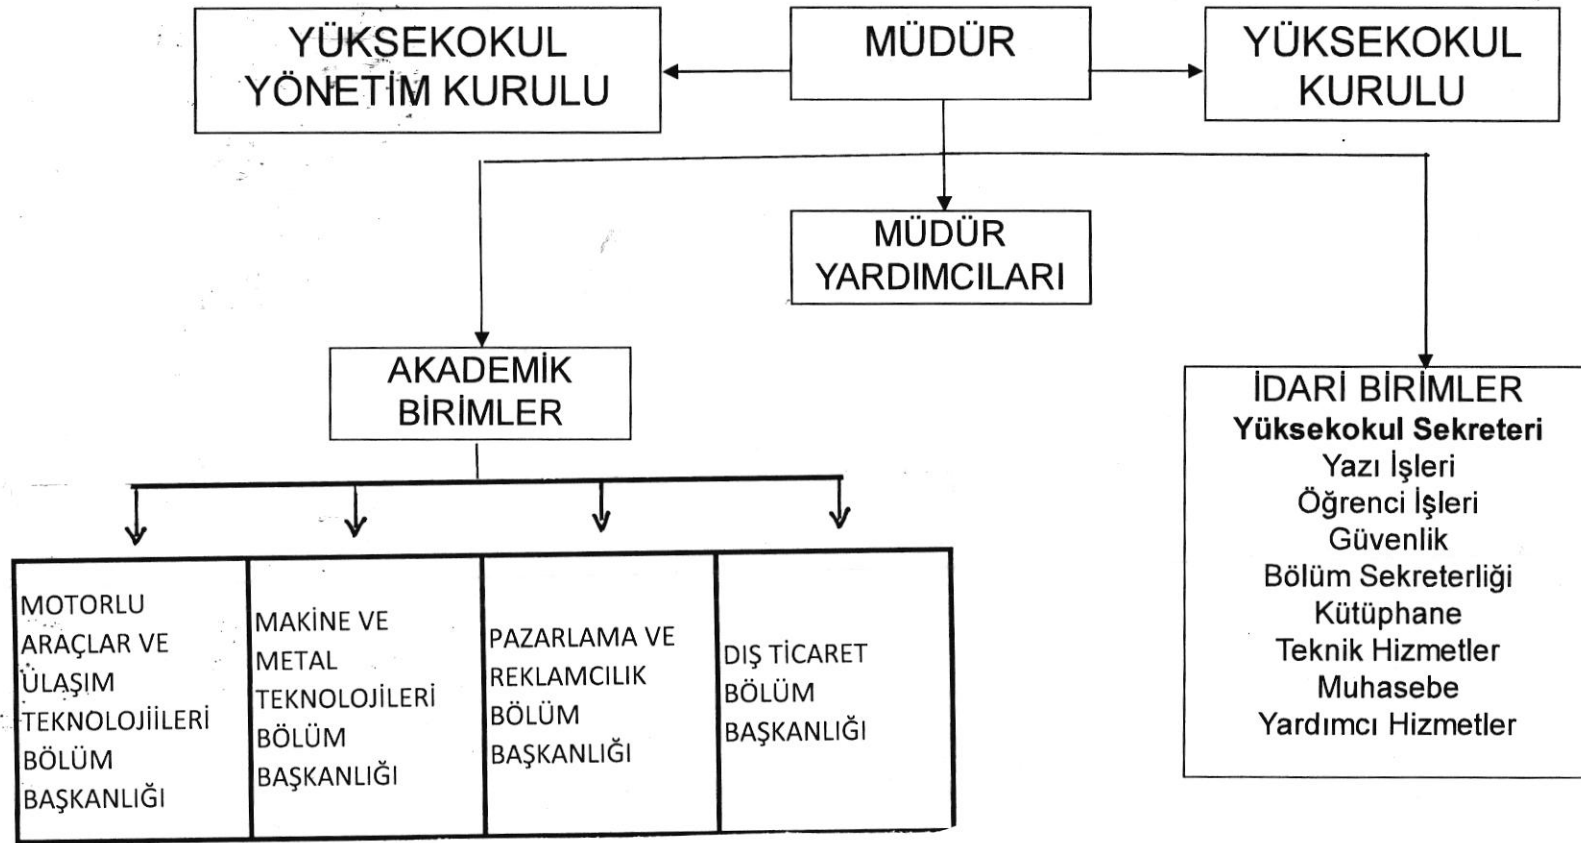 YÜKSEKOKUL
YÖNETİM KURULU
MÜDÜR
YÜKSEKOKUL
KURULU
MÜDÜR
YARDIMCILARI
AKADEMİK
BİRİMLER
İDARİ BİRİMLER
Yüksekokul Sekreteri
Yazı İşleri
Öğrenci İşleri
Güvenlik
Bölüm Sekreterliği
Kütüphane
Teknik Hizmetler
Muhasebe
Yardımcı Hizmetler
MOTORLU
ARAÇLAR VE
ULAŞIM
TEKNOLOJİİLERİ
BÖLÜM
BAŞKANLIĞI
MAKİNE VE
METAL
TEKNOLOJİLERİ
BÖLÜM
BAŞKANLIĞI
PAZARLAMA VE
REKLAMCILIK
BÖLÜM
BAŞKANLIĞI
DIŞ TİCARET
BÖLÜM
BAŞKANLIĞI